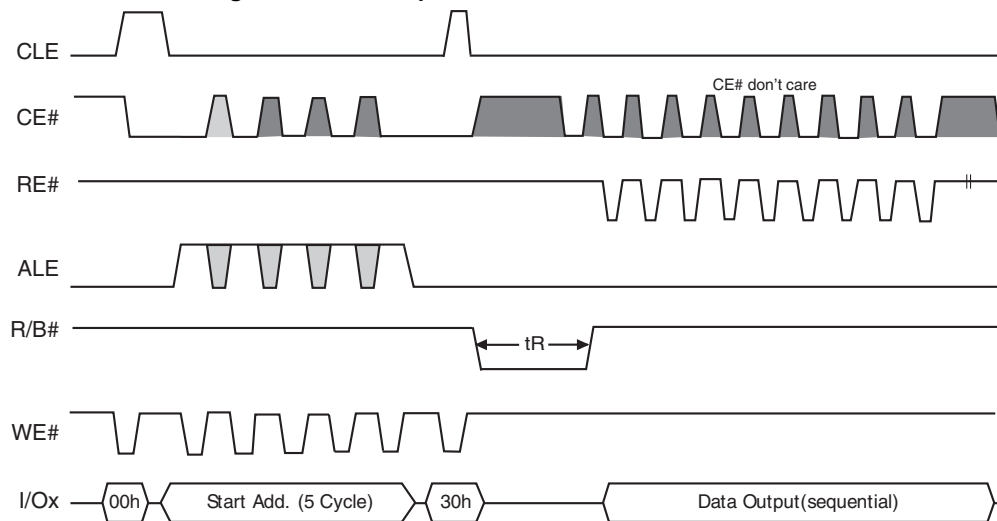 CLE
CE# don't care
CE#
RE#
ALE
R/B#
tR
WE#
I/Ox 00h Start Add. (5 Cycle) 30h Data Output(sequential)